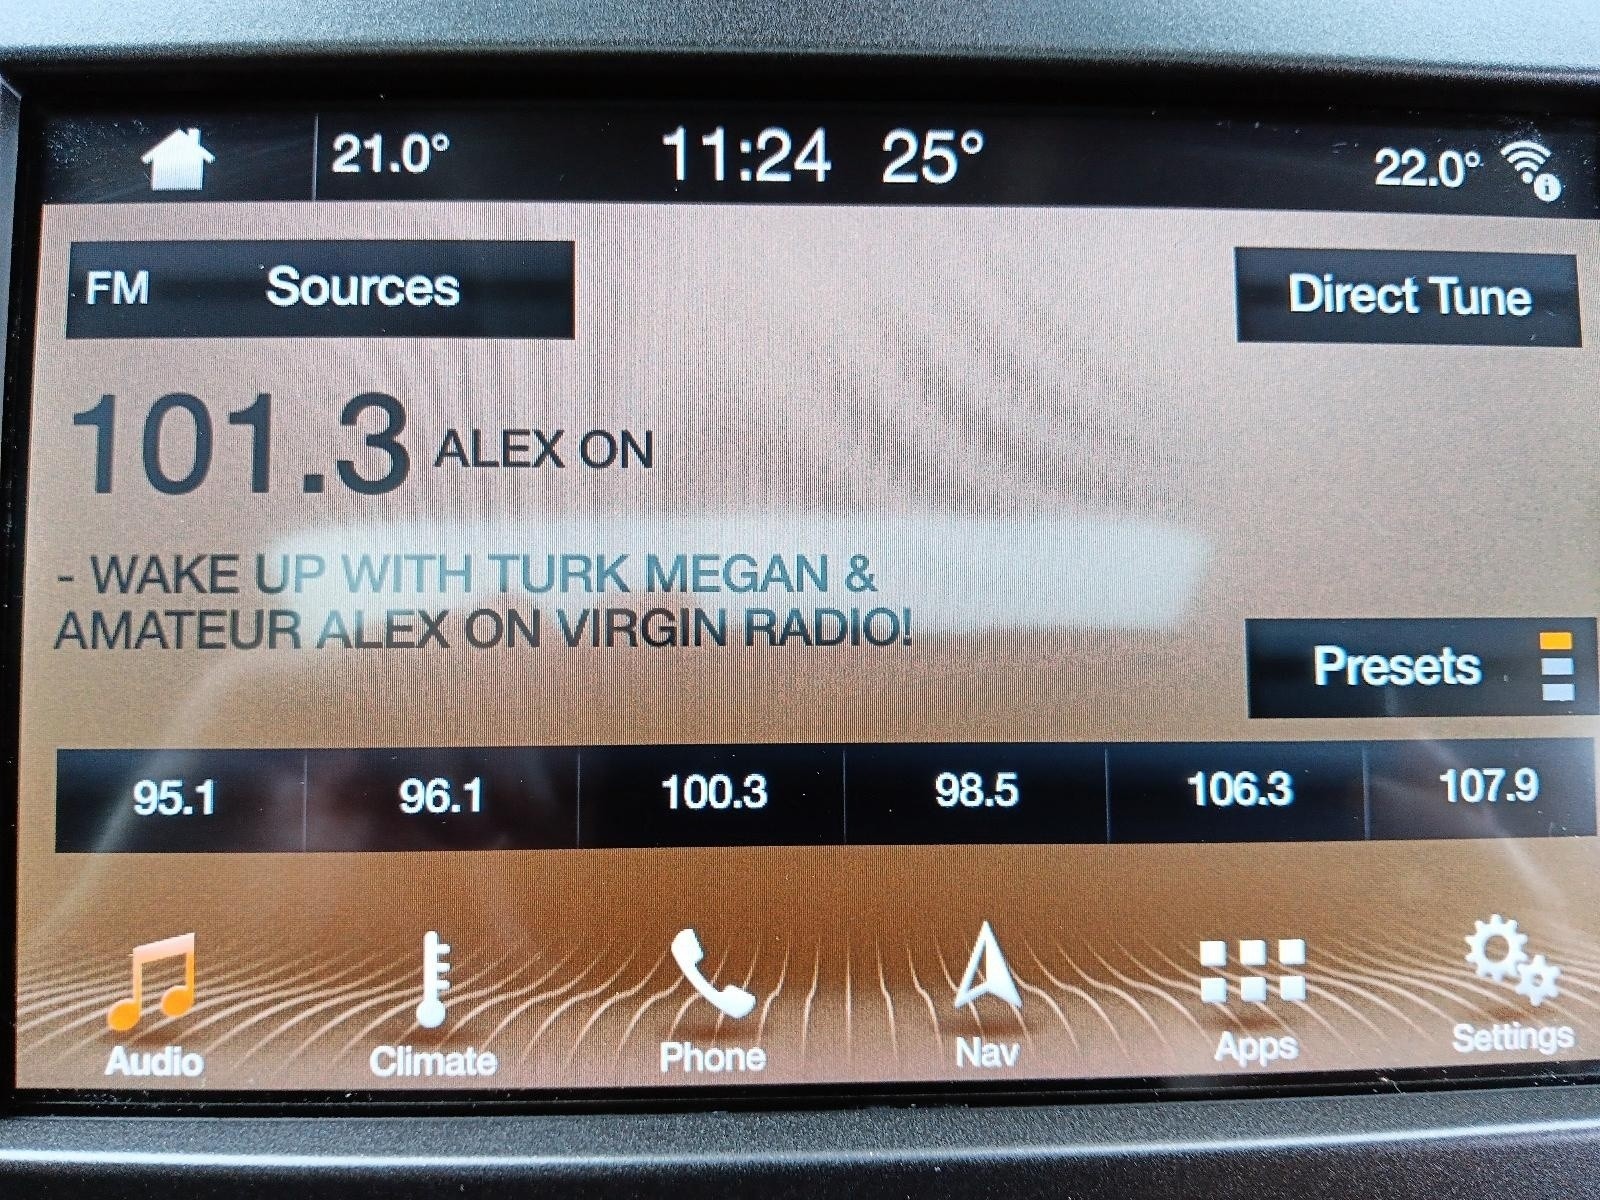 21.0° 11:24 25° 22.0°
FM Sources Direct Tune
101.3 ALEX ON
- WAKE UP WITH TURK MEGAN &
AMATEUR ALEX ON VIRGIN RADIO!
Presets
95.1 96.1 100.3 98.5 106.3 107.9
Audio Climate Phone Nav Apps Settings